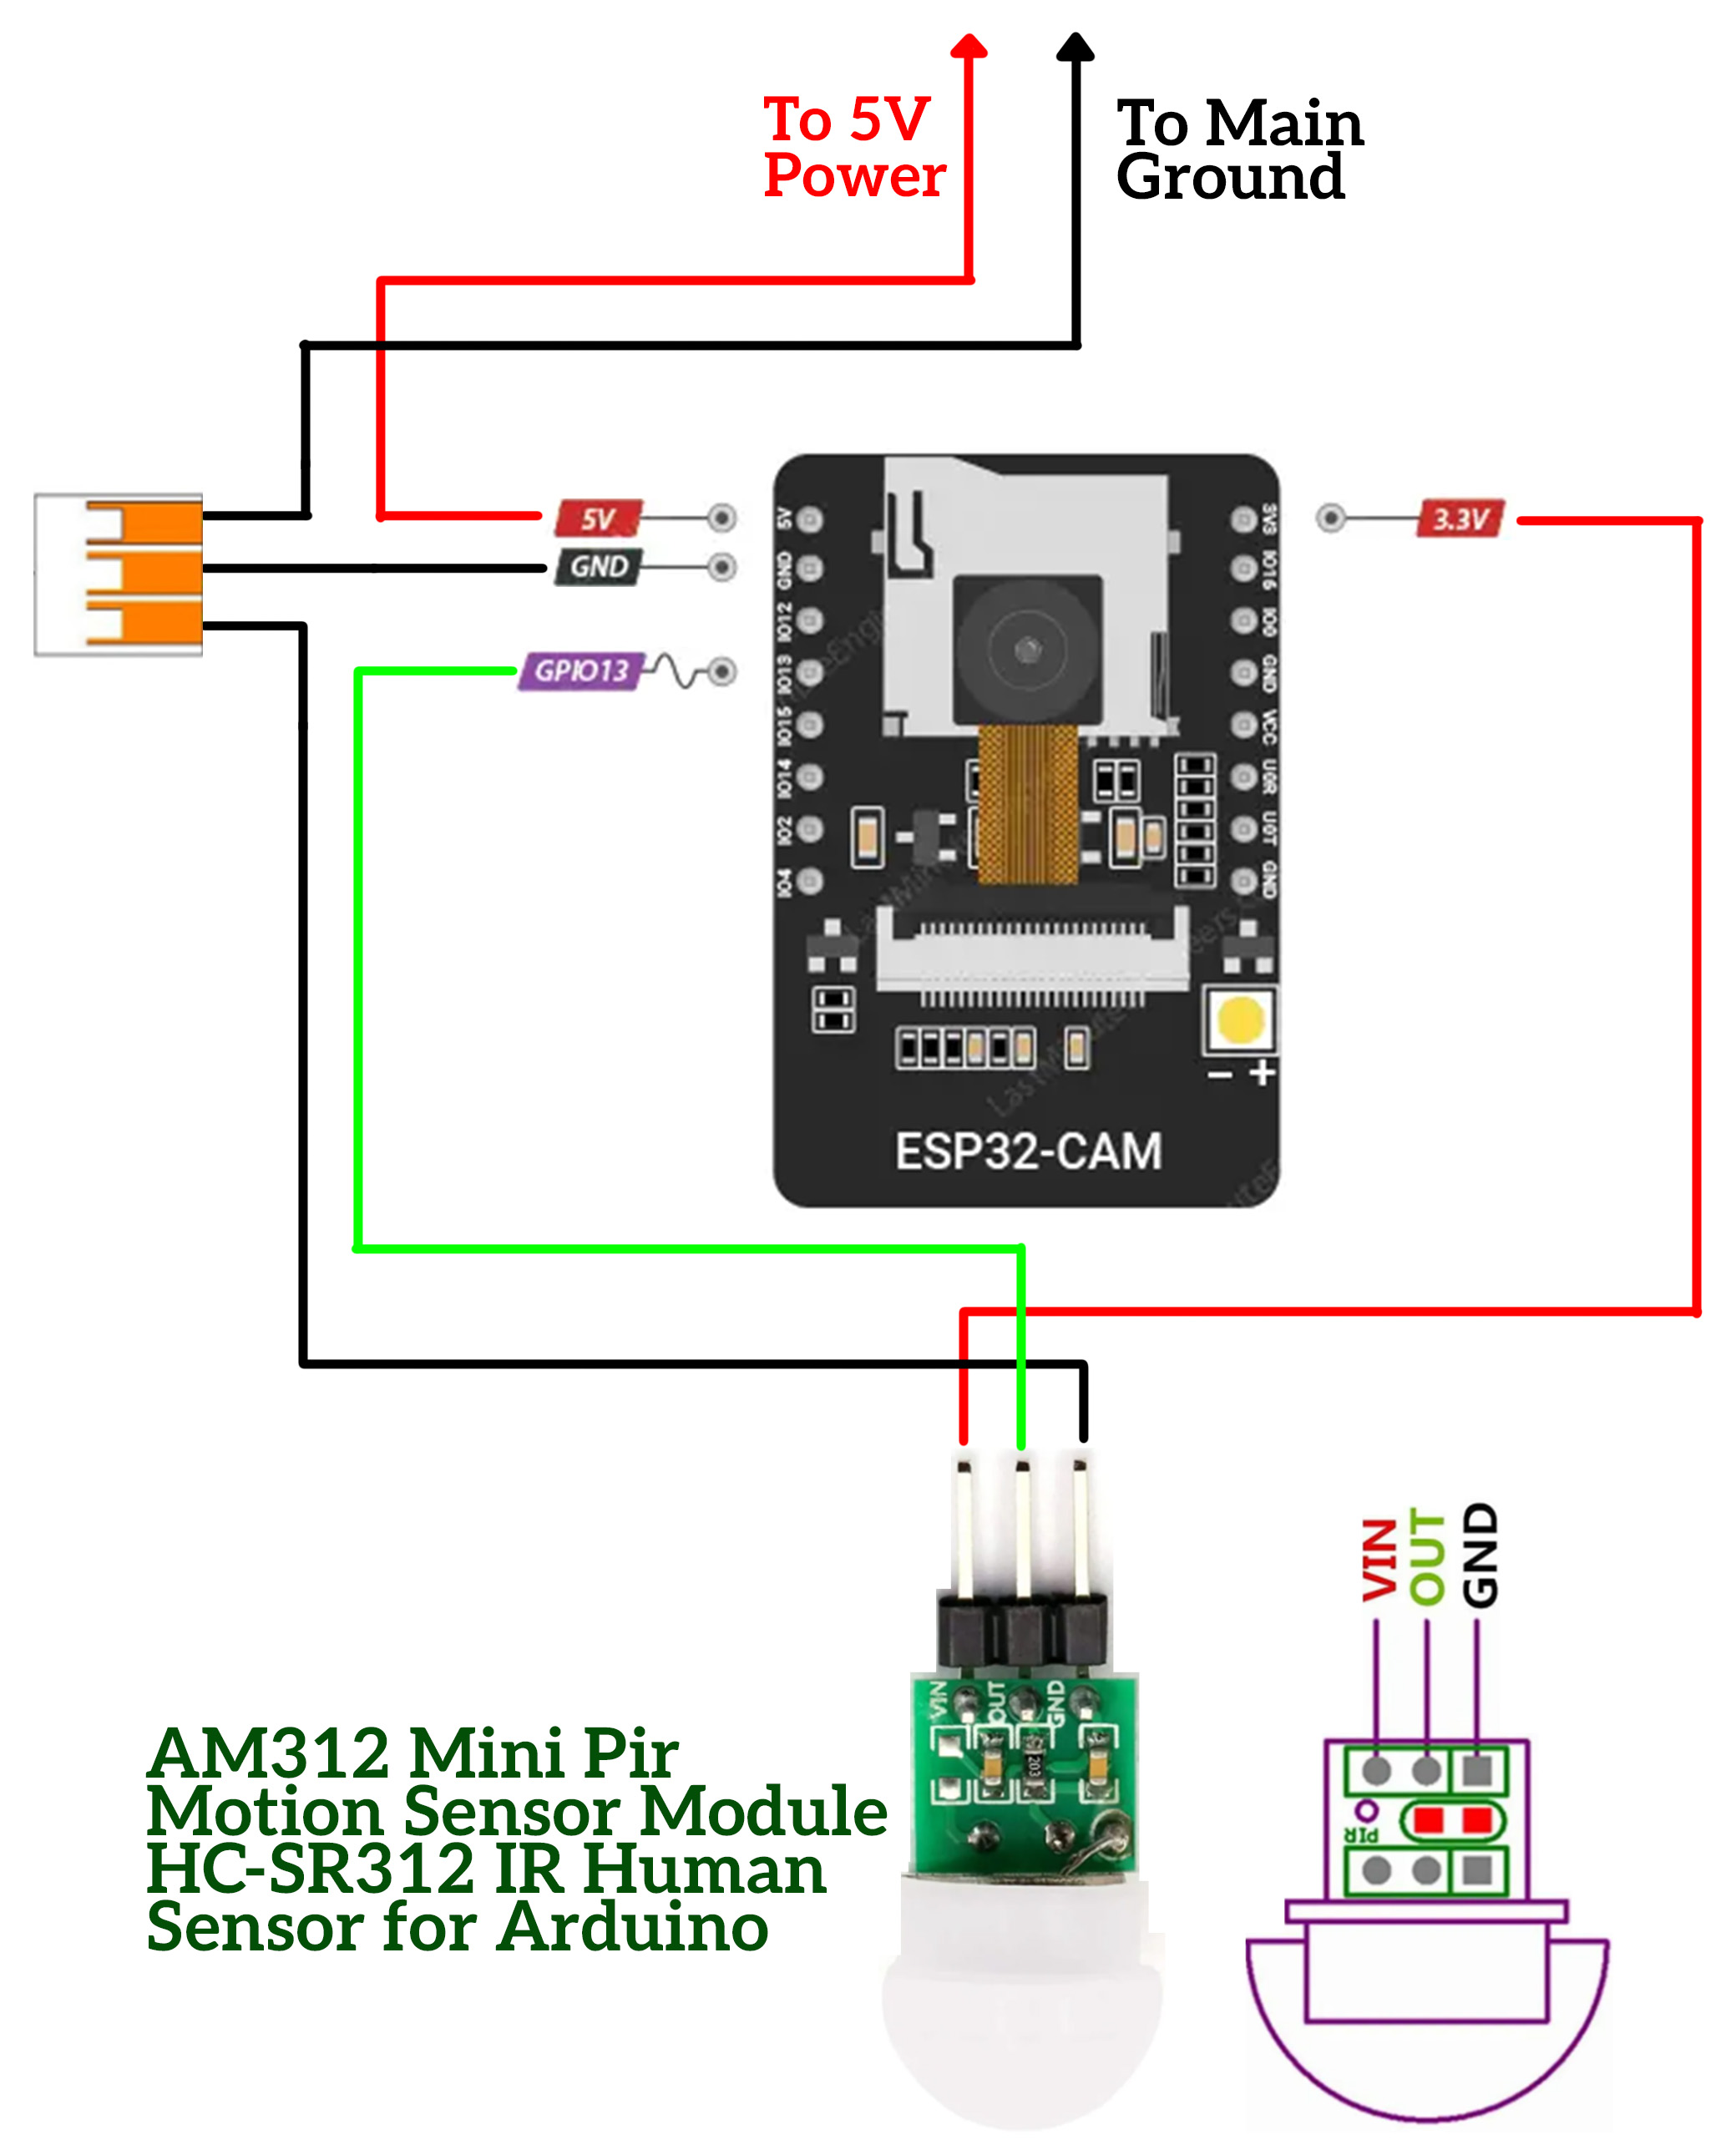 To 5V
Power
To Main
Ground
5V
GND
GPIO13
3.3V
5V
GND
IO12
IO13
IO15
IO14
IO2
IO4
3V3
IO16
IO0
GND
VCC
U0R
U0T
GND
- +
ESP32-CAM
VIN
OUT
GND
203
AM312 Mini Pir
Motion Sensor Module
HC-SR312 IR Human
Sensor for Arduino
VIN
OUT
GND
PIR